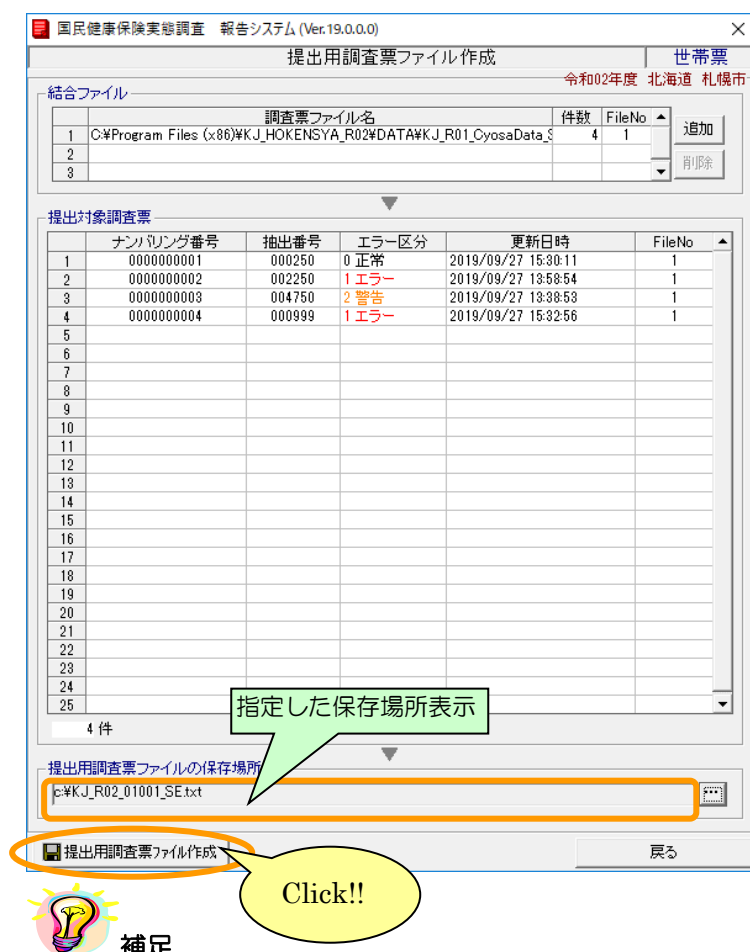 国民健康保険実態調査　報告システム (Ver.19.0.0.0)
提出用調査票ファイル作成 世帯票
令和02年度 北海道 札幌市
結合ファイル
調査票ファイル名 件数 FileNo
1 C:¥Program Files (x86)¥KJ_HOKENSYA_R02¥DATA¥KJ_R01_CyosaData_S 4 1 追加
2
3 削除
提出対象調査票
ナンバリング番号 抽出番号 エラー区分 更新日時 FileNo
1 0000000001 000250 0 正常 2019/09/27 15:30:11 1
2 0000000002 002250 1 エラー 2019/09/27 13:58:54 1
3 0000000003 004750 2 警告 2019/09/27 13:38:53 1
4 0000000004 000999 1 エラー 2019/09/27 15:32:56 1
5
6
7
8
9
10
11
12
13
14
15
16
17
18
19
20
21
22
23
24
25
指定した保存場所表示
4 件
提出用調査票ファイルの保存場所
c:¥KJ_R02_01001_SE.txt
提出用調査票ファイル作成 戻る
Click!!
補足